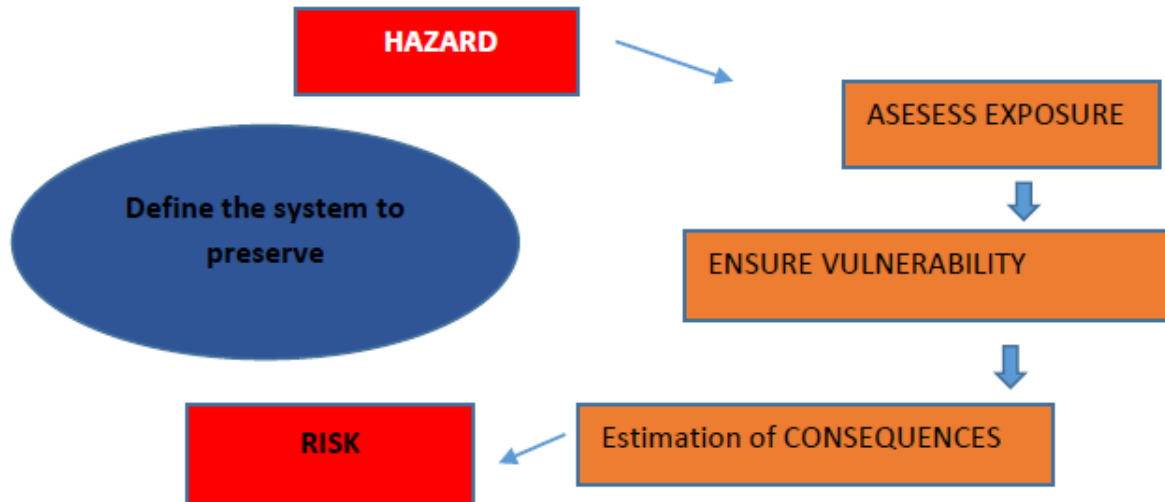 HAZARD
ASESESS EXPOSURE
Define the system to
preserve
ENSURE VULNERABILITY
Estimation of CONSEQUENCES
RISK